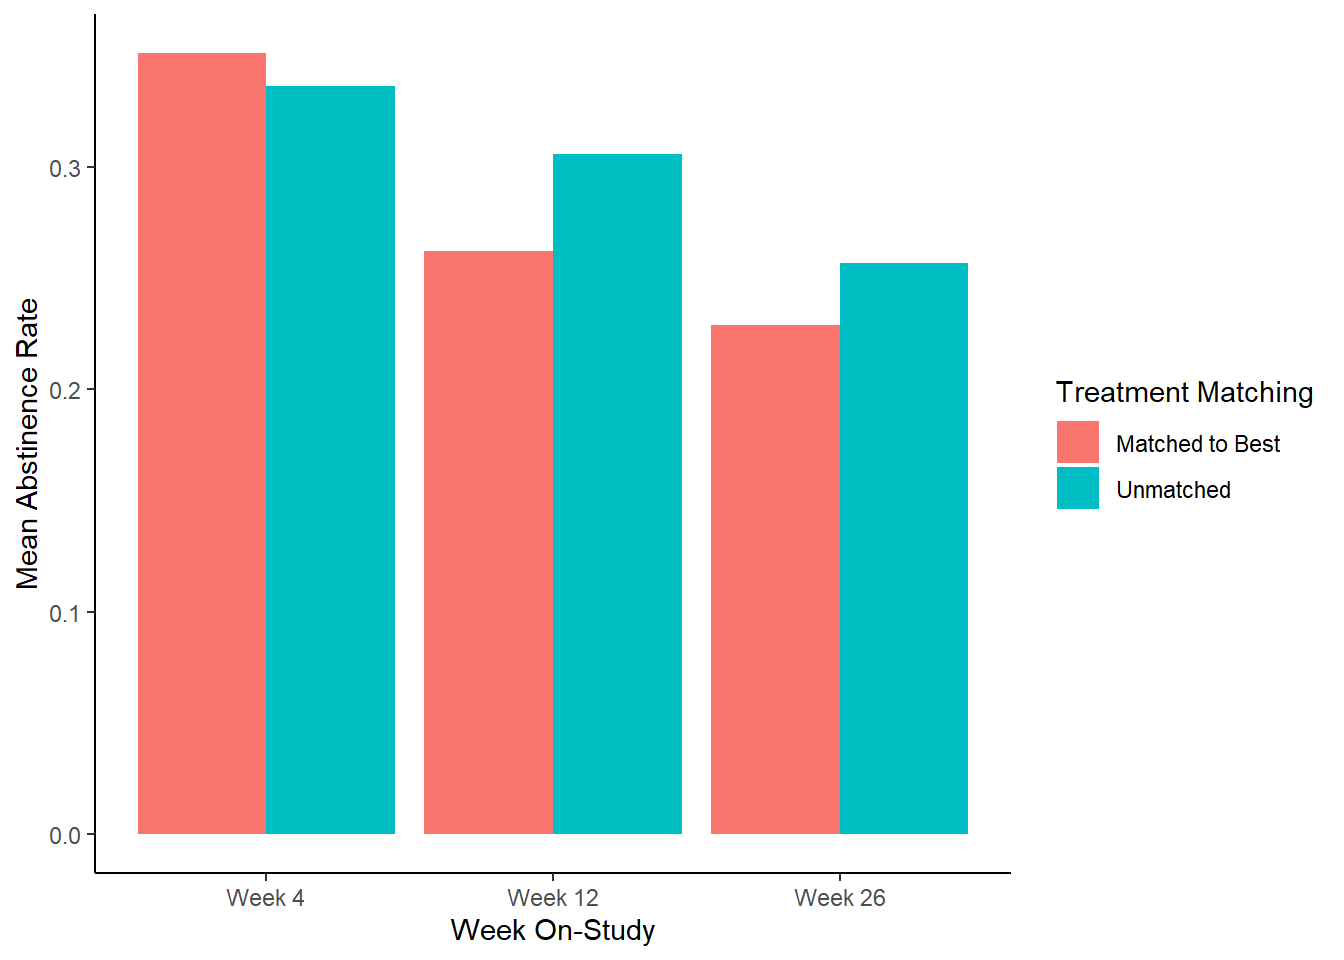 Mean Abstinence Rate
0.3
0.2
0.1
0.0
Week 4
Week 12
Week 26
Week On-Study
Treatment Matching
Matched to Best
Unmatched